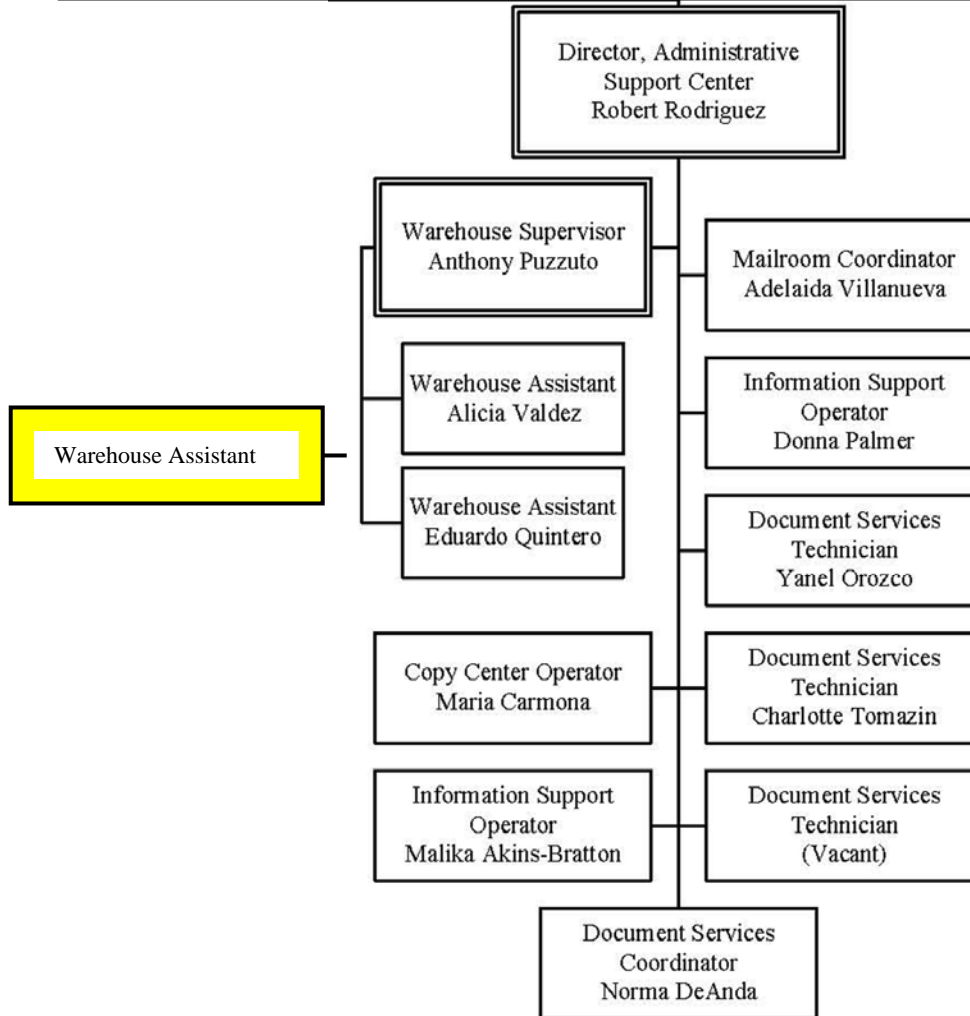 Director, Administrative
Support Center
Robert Rodriguez
Warehouse Supervisor
Anthony Puzzuto
Mailroom Coordinator
Adelaida Villanueva
Warehouse Assistant
Alicia Valdez
Information Support
Operator
Donna Palmer
Warehouse Assistant
Warehouse Assistant
Eduardo Quintero
Document Services
Technician
Yanel Orozco
Copy Center Operator
Maria Carmona
Document Services
Technician
Charlotte Tomazin
Information Support
Operator
Malika Akins-Bratton
Document Services
Technician
(Vacant)
Document Services
Coordinator
Norma DeAnda